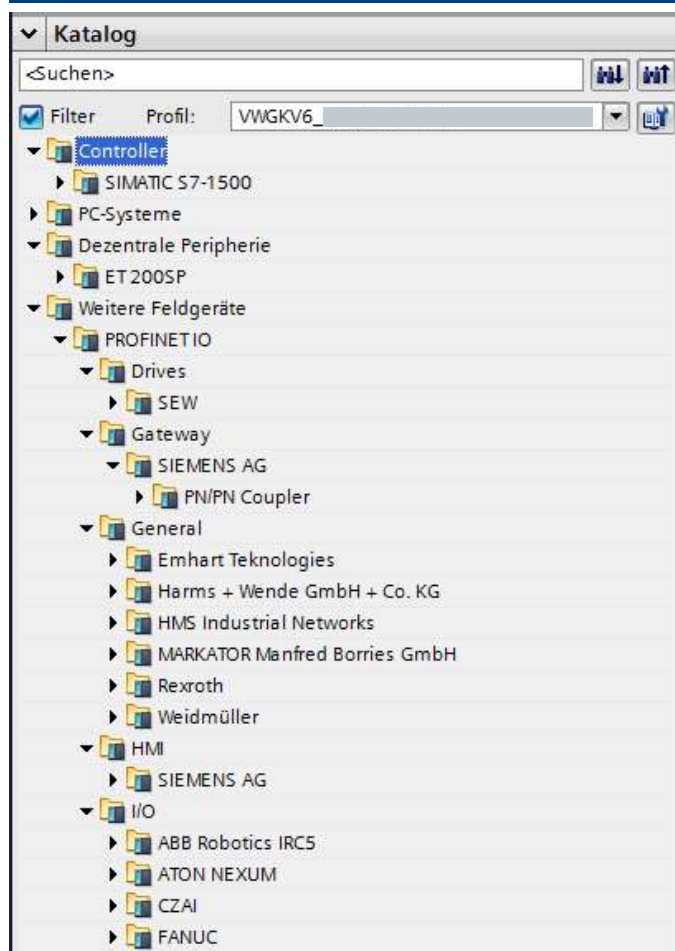 Katalog
<Suchen>
Filter Profil: VWGKV6_
Controller
SIMATIC S7-1500
PC-Systeme
Dezentrale Peripherie
ET 200SP
Weitere Feldgeräte
PROFINET IO
Drives
SEW
Gateway
SIEMENS AG
PN/PN Coupler
General
Emhart Teknologies
Harms + Wende GmbH + Co. KG
HMS Industrial Networks
MARKATOR Manfred Borries GmbH
Rexroth
Weidmüller
HMI
SIEMENS AG
I/O
ABB Robotics IRC5
ATON NEXUM
CZAI
FANUC